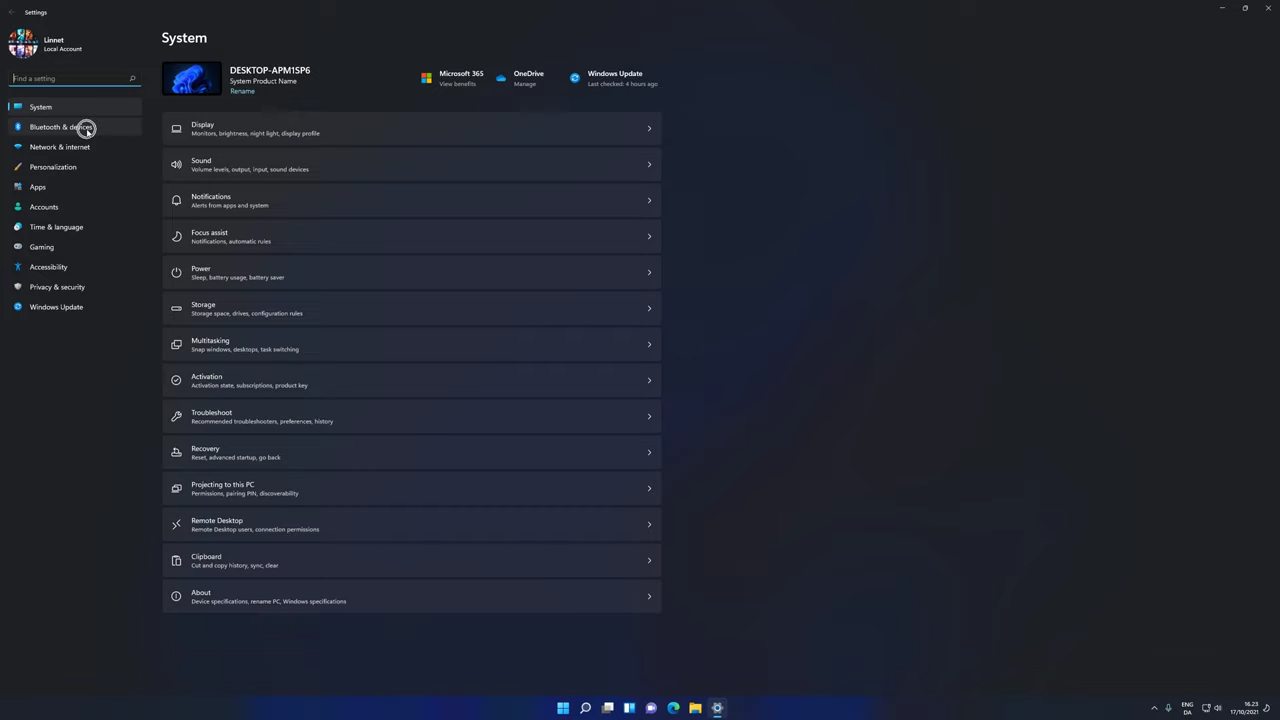 Settings
Linnet
Local Account
Find a setting
System
Bluetooth & devices
Network & internet
Personalization
Apps
Accounts
Time & language
Gaming
Accessibility
Privacy & security
Windows Update
System
DESKTOP-APM1SP6
System Product Name
Rename
Microsoft 365
View benefits
OneDrive
Manage
Windows Update
Last checked: 4 hours ago
Display
Monitors, brightness, night light, display profile
Sound
Volume levels, output, input, sound devices
Notifications
Alerts from apps and system
Focus assist
Notifications, automatic rules
Power
Sleep, battery usage, battery saver
Storage
Storage space, drives, configuration rules
Multitasking
Snap windows, desktops, task switching
Activation
Activation state, subscriptions, product key
Troubleshoot
Recommended troubleshooters, preferences, history
Recovery
Reset, advanced startup, go back
Projecting to this PC
Permissions, pairing PIN, discoverability
Remote Desktop
Remote Desktop users, connection permissions
Clipboard
Cut and copy history, sync, clear
About
Device specifications, rename PC, Windows specifications
ENG
DA
16.23
17/10/2021